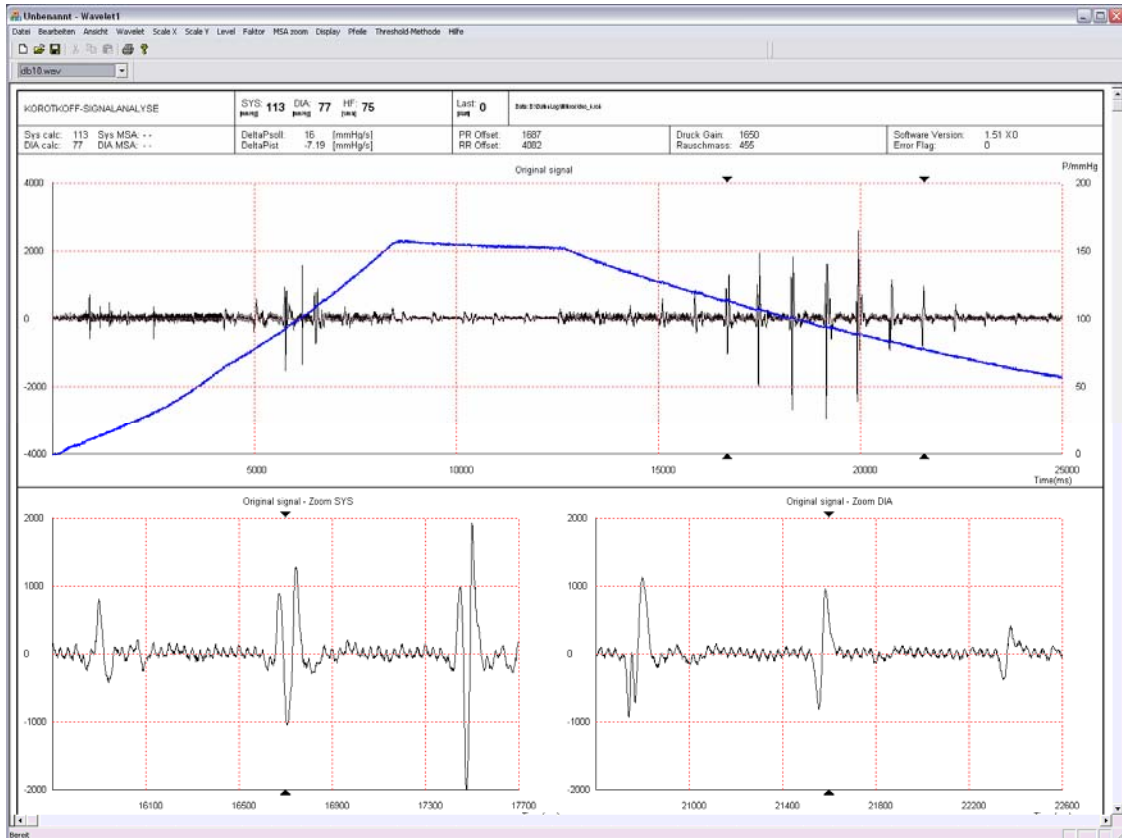 Unbenannt - Wavelet1
Datei Bearbeiten Ansicht Wavelet Scale X Scale Y Level Faktor MSA zoom Display Pfeile Threshold-Methode Hilfe
db10.wav
KOROTKOFF-SIGNALANALYSE
SYS: 113 DIA: 77 HF: 75
Last: 0
Sys calc: 113 Sys MSA: - -
DIA calc: 77 DIA MSA: - -
DeltaPsoll: 16 [mmHg/s]
DeltaPist -7.19 [mmHg/s]
PR Offset: 1687
RR Offset: 4082
Druck Gain: 1650
Rauschmass: 455
Software Version: 1.51 X0
Error Flag: 0
Original signal
P/mmHg
4000
2000
0
-2000
-4000
200
150
100
50
0
5000 10000 15000 20000 25000
Time(ms)
Original signal - Zoom SYS
2000
1000
0
-1000
-2000
16100 16500 16900 17300 17700
Original signal - Zoom DIA
2000
1000
0
-1000
-2000
21000 21400 21800 22200 22600
Bereit